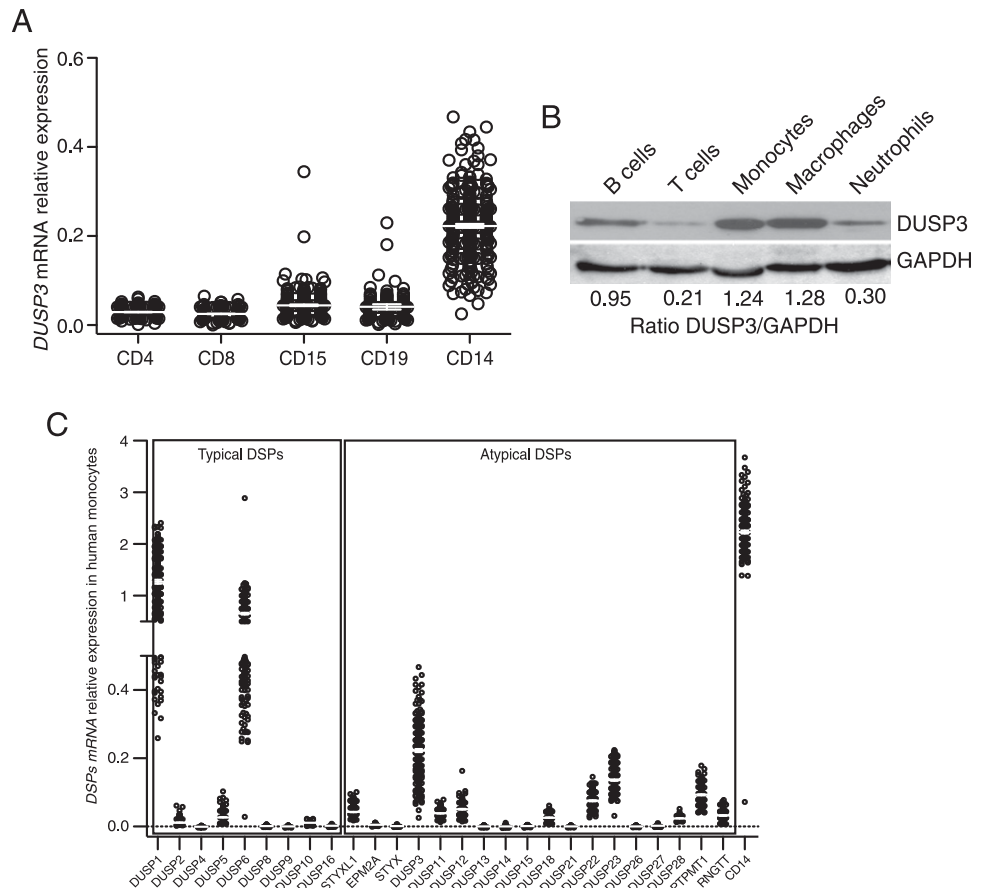 A
DUSP3 mRNA relative expression
0.6
0.4
0.2
0.0
CD4 CD8 CD15 CD19 CD14
B
B cells T cells Monocytes Macrophages Neutrophils
DUSP3
GAPDH
0.95 0.21 1.24 1.28 0.30
Ratio DUSP3/GAPDH
C
DSPs mRNA relative expression in human monocytes
Typical DSPs Atypical DSPs
4
3
2
1
0.4
0.2
0.0
DUSP1 DUSP2 DUSP4 DUSP5 DUSP6 DUSP8 DUSP9 DUSP10 DUSP16 STYXL1 EPM2A STYX DUSP3 DUSP11 DUSP12 DUSP13 DUSP14 DUSP15 DUSP18 DUSP21 DUSP22 DUSP23 DUSP26 DUSP27 DUSP28 PTPMT1 RNGTT CD14